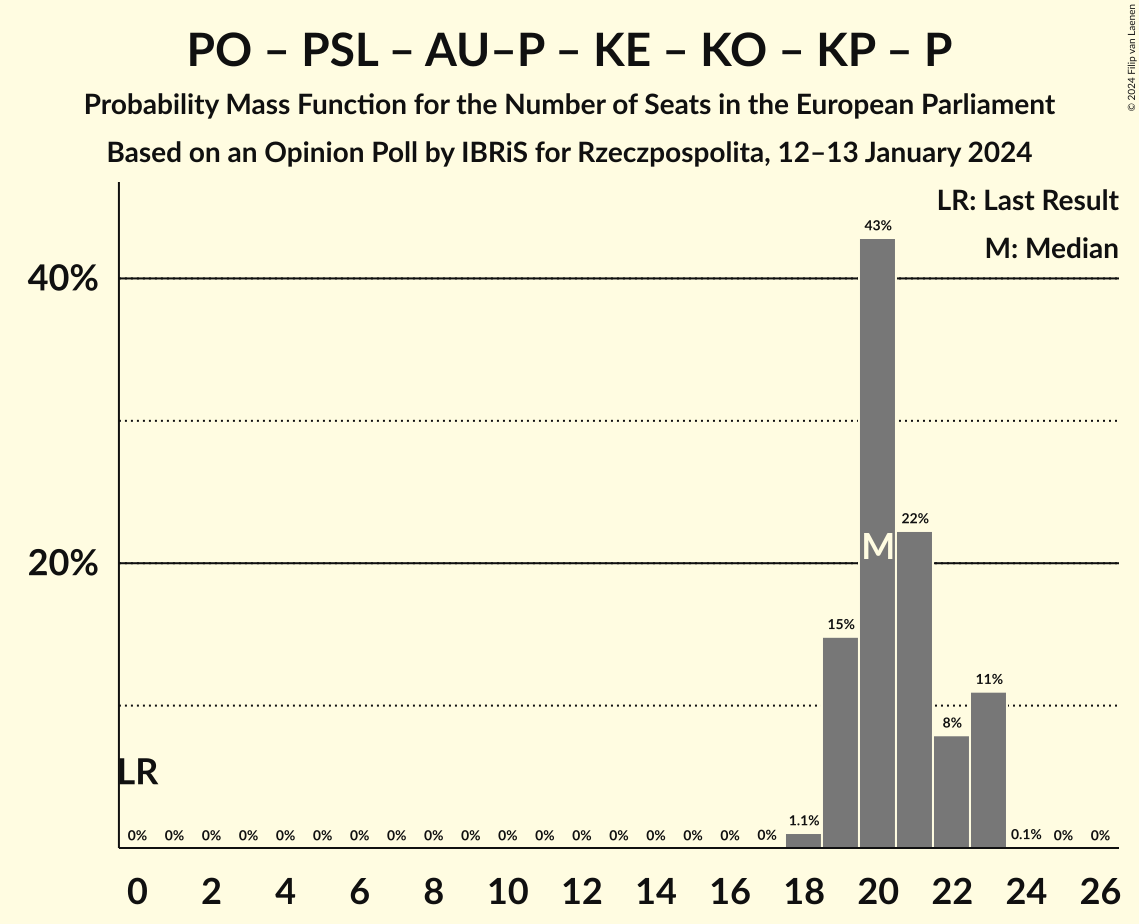 PO – PSL – AU–P – KE – KO – KP – P
Probability Mass Function for the Number of Seats in the European Parliament
Based on an Opinion Poll by IBRiS for Rzeczpospolita, 12–13 January 2024
© 2024 Filip van Laenen
LR: Last Result
M: Median
43%
40%
M
22%
20%
15%
11%
8%
LR
0% 0% 0% 0% 0% 0% 0% 0% 0% 0% 0% 0% 0% 0% 0% 0% 0% 0% 1.1% 0.1% 0% 0%
0 2 4 6 8 10 12 14 16 18 20 22 24 26